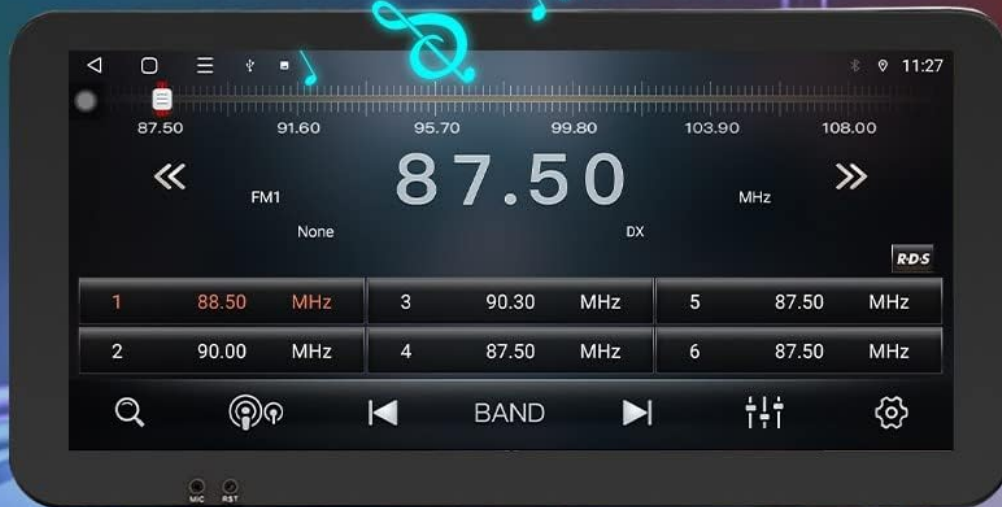 11:27
87.50 91.60 95.70 99.80 103.90 108.00
FM1 87.50 MHz
None DX
R·D·S
1 88.50 MHz 3 90.30 MHz 5 87.50 MHz
2 90.00 MHz 4 87.50 MHz 6 87.50 MHz
BAND
MIC RST